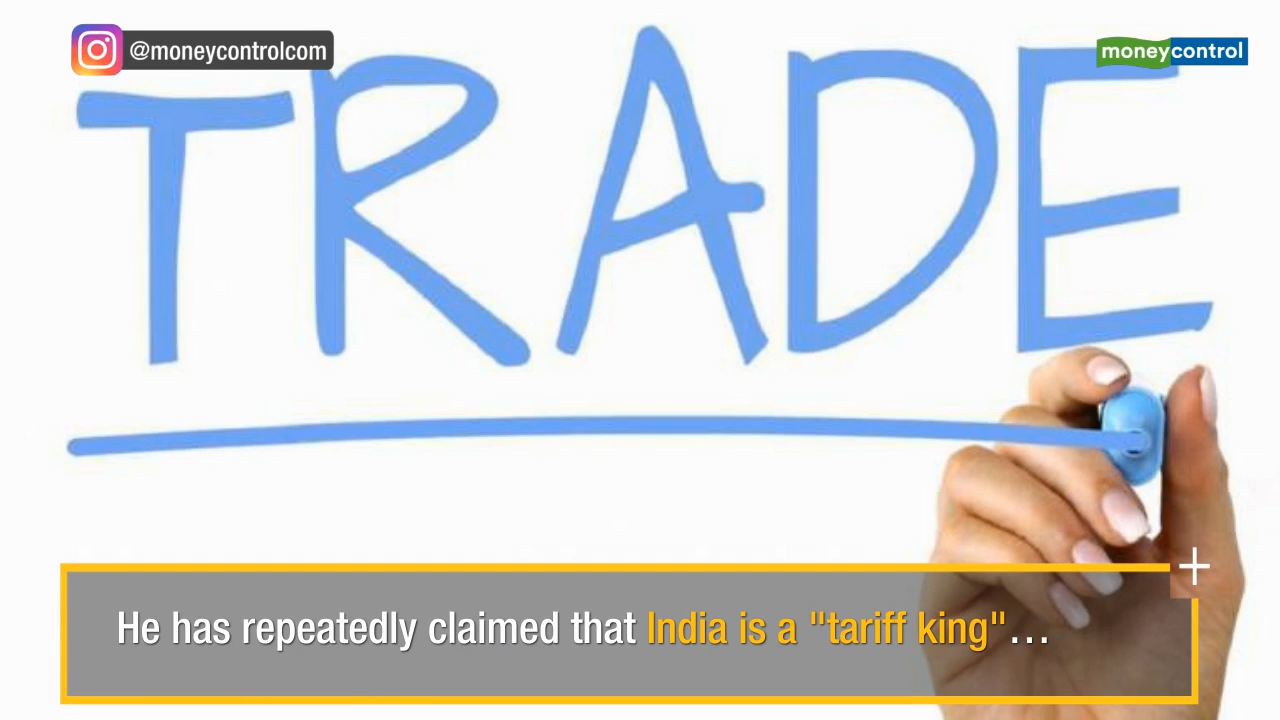 @moneycontrolcom
moneycontrol
TRADE
He has repeatedly claimed that India is a "tariff king"...